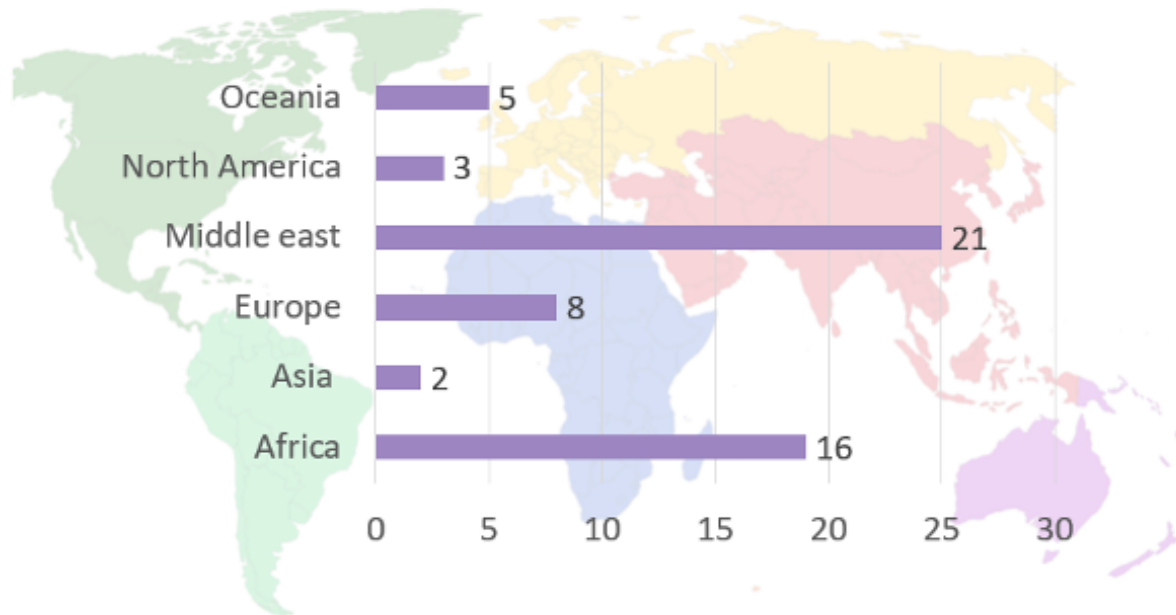 Oceania 5
North America 3
Middle east 21
Europe 8
Asia 2
Africa 16
0 5 10 15 20 25 30